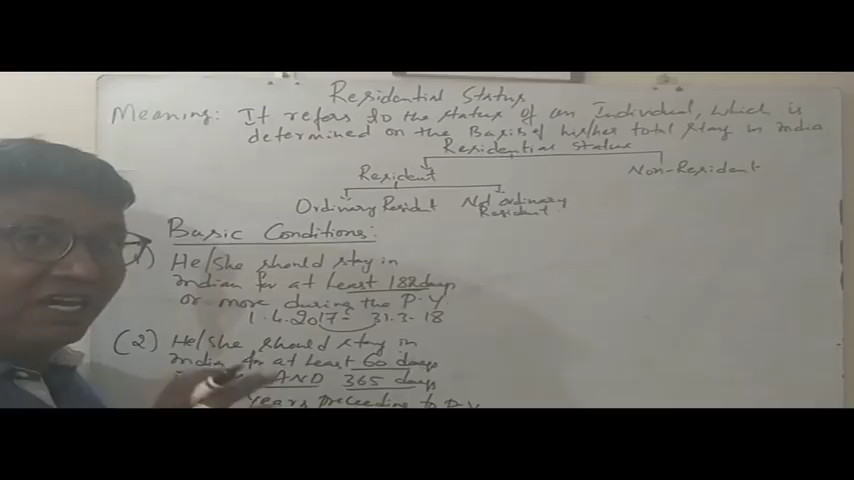 Residential Status
Meaning: It refers to the status of an Individual, which is
determined on the Basis of his/her total stay in India
Residential status
Resident Non-Resident
Ordinary Resident Not ordinary
Resident
Basic Conditions:
(1) He/She should stay in
Indian for at least 182 days
or more during the P.Y
1.4.2017- 31.3-18
(2) He/She should stay in
India for at least 60 days
AND 365 days
years preceeding to P.Y